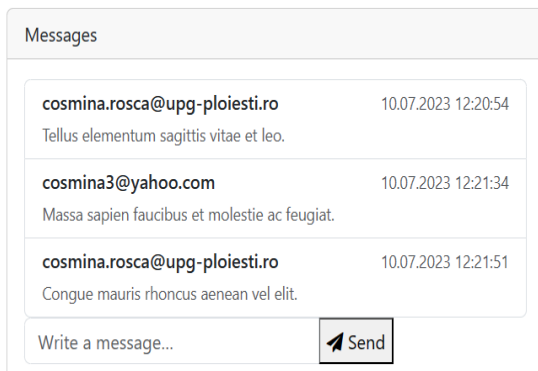 Messages
cosmina.rosca@upg-ploiesti.ro 10.07.2023 12:20:54
Tellus elementum sagittis vitae et leo.
cosmina3@yahoo.com 10.07.2023 12:21:34
Massa sapien faucibus et molestie ac feugiat.
cosmina.rosca@upg-ploiesti.ro 10.07.2023 12:21:51
Congue mauris rhoncus aenean vel elit.
Write a message... Send